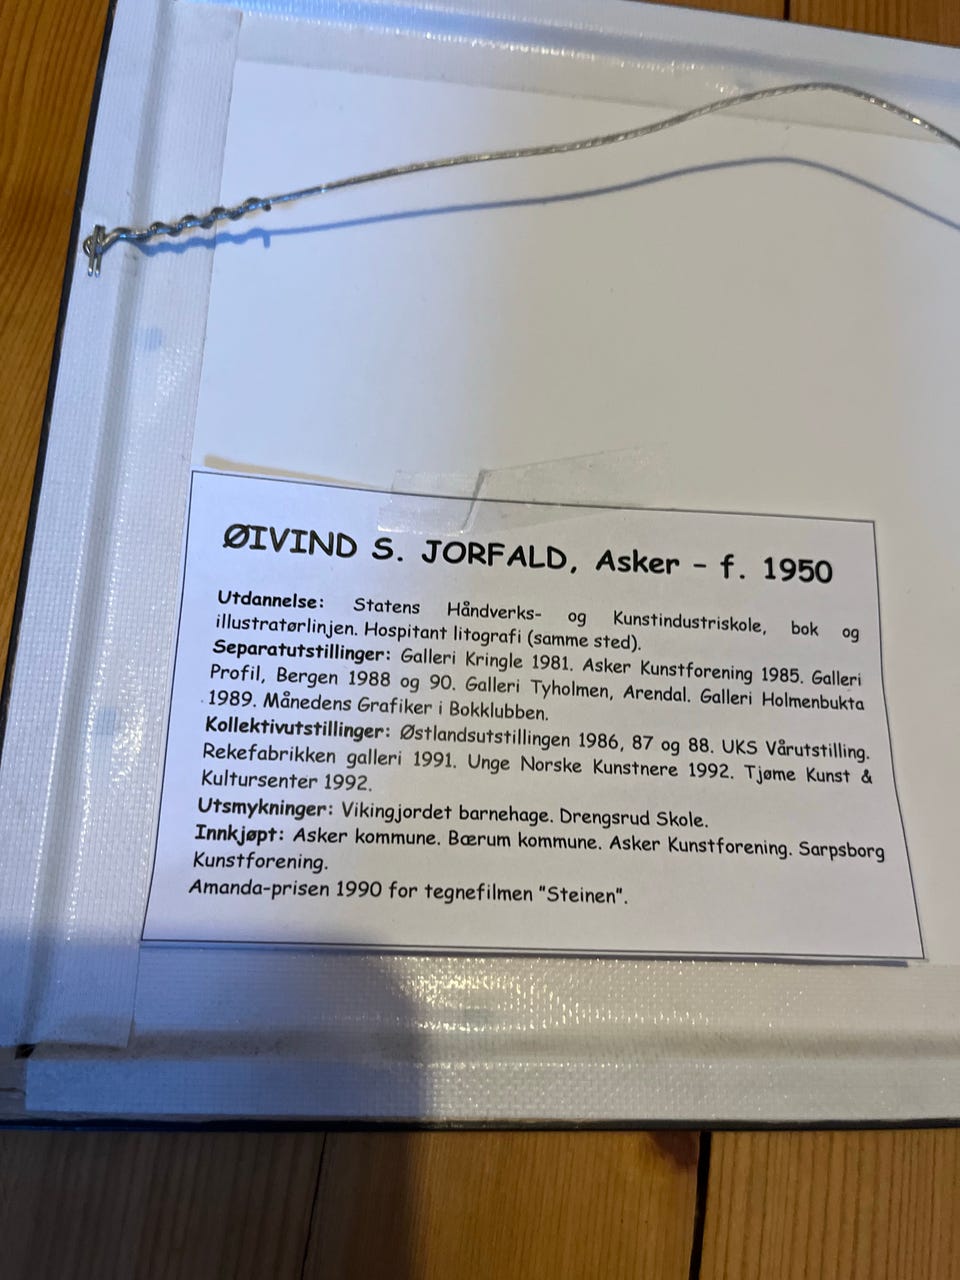 ØIVIND S. JORFALD, Asker - f. 1950
Utdannelse: Statens Håndverks- og Kunstindustriskole, bok og
illustratørlinjen. Hospitant litografi (samme sted).
Separatutstillinger: Galleri Kringle 1981. Asker Kunstforening 1985. Galleri
Profil, Bergen 1988 og 90. Galleri Tyholmen, Arendal. Galleri Holmenbukta
1989. Månedens Grafiker i Bokklubben.
Kollektivutstillinger: Østlandsutstillingen 1986, 87 og 88. UKS Vårutstilling.
Rekefabrikken galleri 1991. Unge Norske Kunstnere 1992. Tjøme Kunst &
Kultursenter 1992.
Utsmykninger: Vikingjordet barnehage. Drengsrud Skole.
Innkjøpt: Asker kommune. Bærum kommune. Asker Kunstforening. Sarpsborg
Kunstforening.
Amanda-prisen 1990 for tegnefilmen "Steinen".